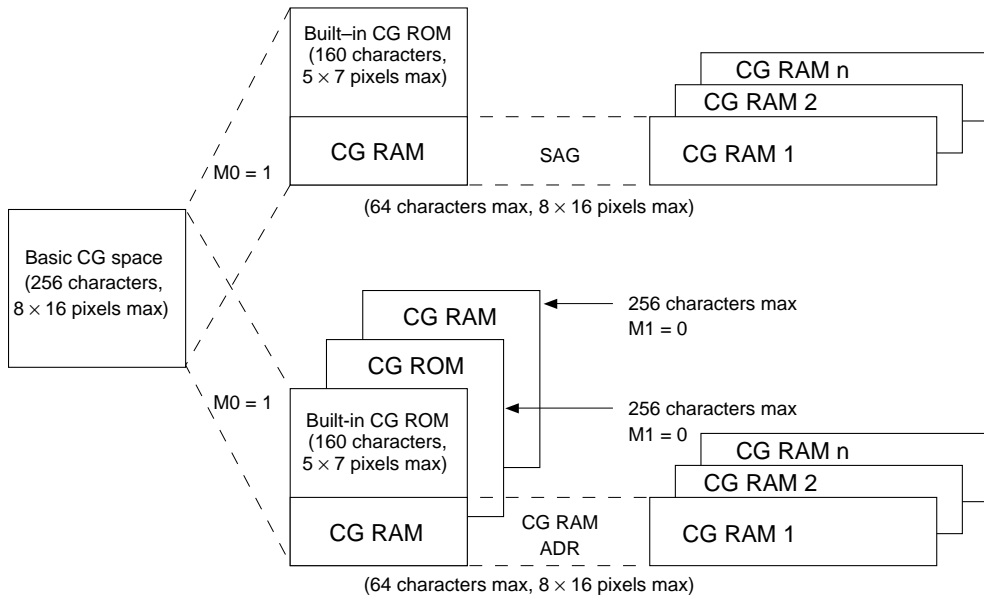 Built–in CG ROM
(160 characters,
5 × 7 pixels max)
CG RAM
M0 = 1
SAG
CG RAM n
CG RAM 2
CG RAM 1
(64 characters max, 8 × 16 pixels max)
Basic CG space
(256 characters,
8 × 16 pixels max)
CG RAM
256 characters max
M1 = 0
CG ROM
M0 = 1
256 characters max
M1 = 0
Built-in CG ROM
(160 characters,
5 × 7 pixels max)
CG RAM
CG RAM
ADR
CG RAM n
CG RAM 2
CG RAM 1
(64 characters max, 8 × 16 pixels max)